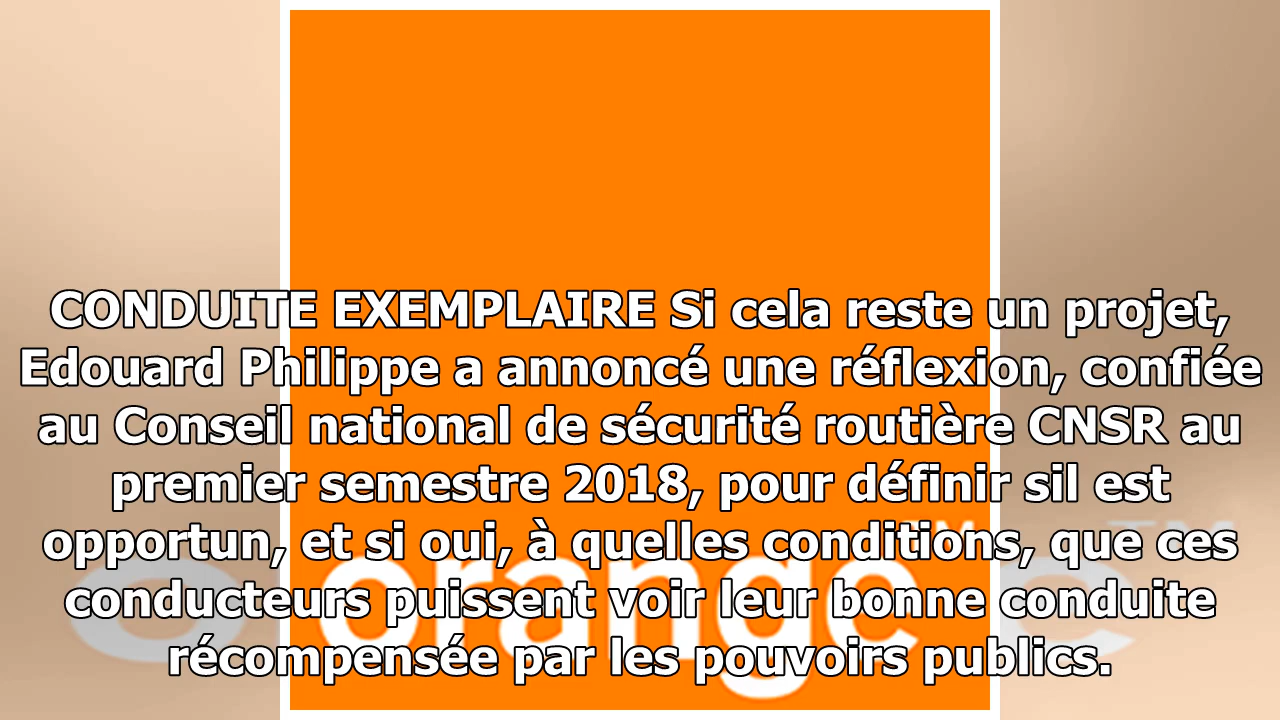 CONDUITE EXEMPLAIRE Si cela reste un projet,
Edouard Philippe a annoncé une réflexion, confiée
au Conseil national de sécurité routière CNSR au
premier semestre 2018, pour définir sil est
opportun, et si oui, à quelles conditions, que ces
conducteurs puissent voir leur bonne conduite
récompensée par les pouvoirs publics.
orange
TM